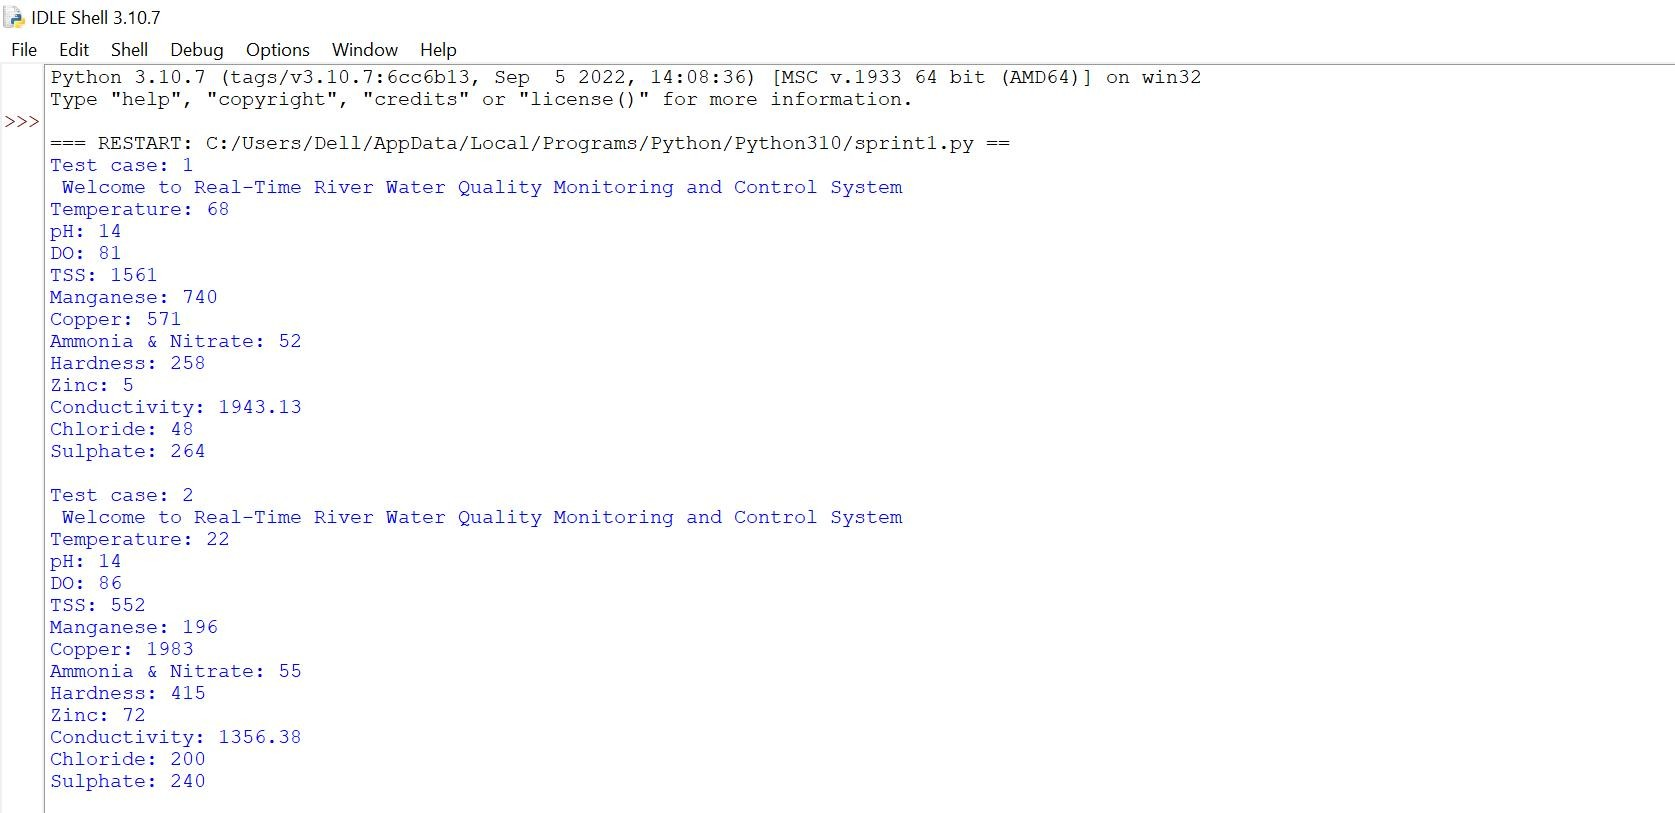 IDLE Shell 3.10.7
File Edit Shell Debug Options Window Help
Python 3.10.7 (tags/v3.10.7:6cc6b13, Sep  5 2022, 14:08:36) [MSC v.1933 64 bit (AMD64)] on win32
Type "help", "copyright", "credits" or "license()" for more information.
>>>
=== RESTART: C:/Users/Dell/AppData/Local/Programs/Python/Python310/sprint1.py ==
Test case: 1
 Welcome to Real-Time River Water Quality Monitoring and Control System
Temperature: 68
pH: 14
DO: 81
TSS: 1561
Manganese: 740
Copper: 571
Ammonia & Nitrate: 52
Hardness: 258
Zinc: 5
Conductivity: 1943.13
Chloride: 48
Sulphate: 264

Test case: 2
 Welcome to Real-Time River Water Quality Monitoring and Control System
Temperature: 22
pH: 14
DO: 86
TSS: 552
Manganese: 196
Copper: 1983
Ammonia & Nitrate: 55
Hardness: 415
Zinc: 72
Conductivity: 1356.38
Chloride: 200
Sulphate: 240